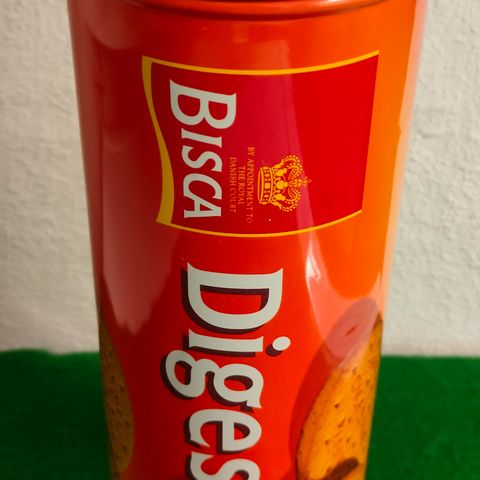 BY APPOINTMENT TO
THE ROYAL
DANISH COURT
BISCA
Diges